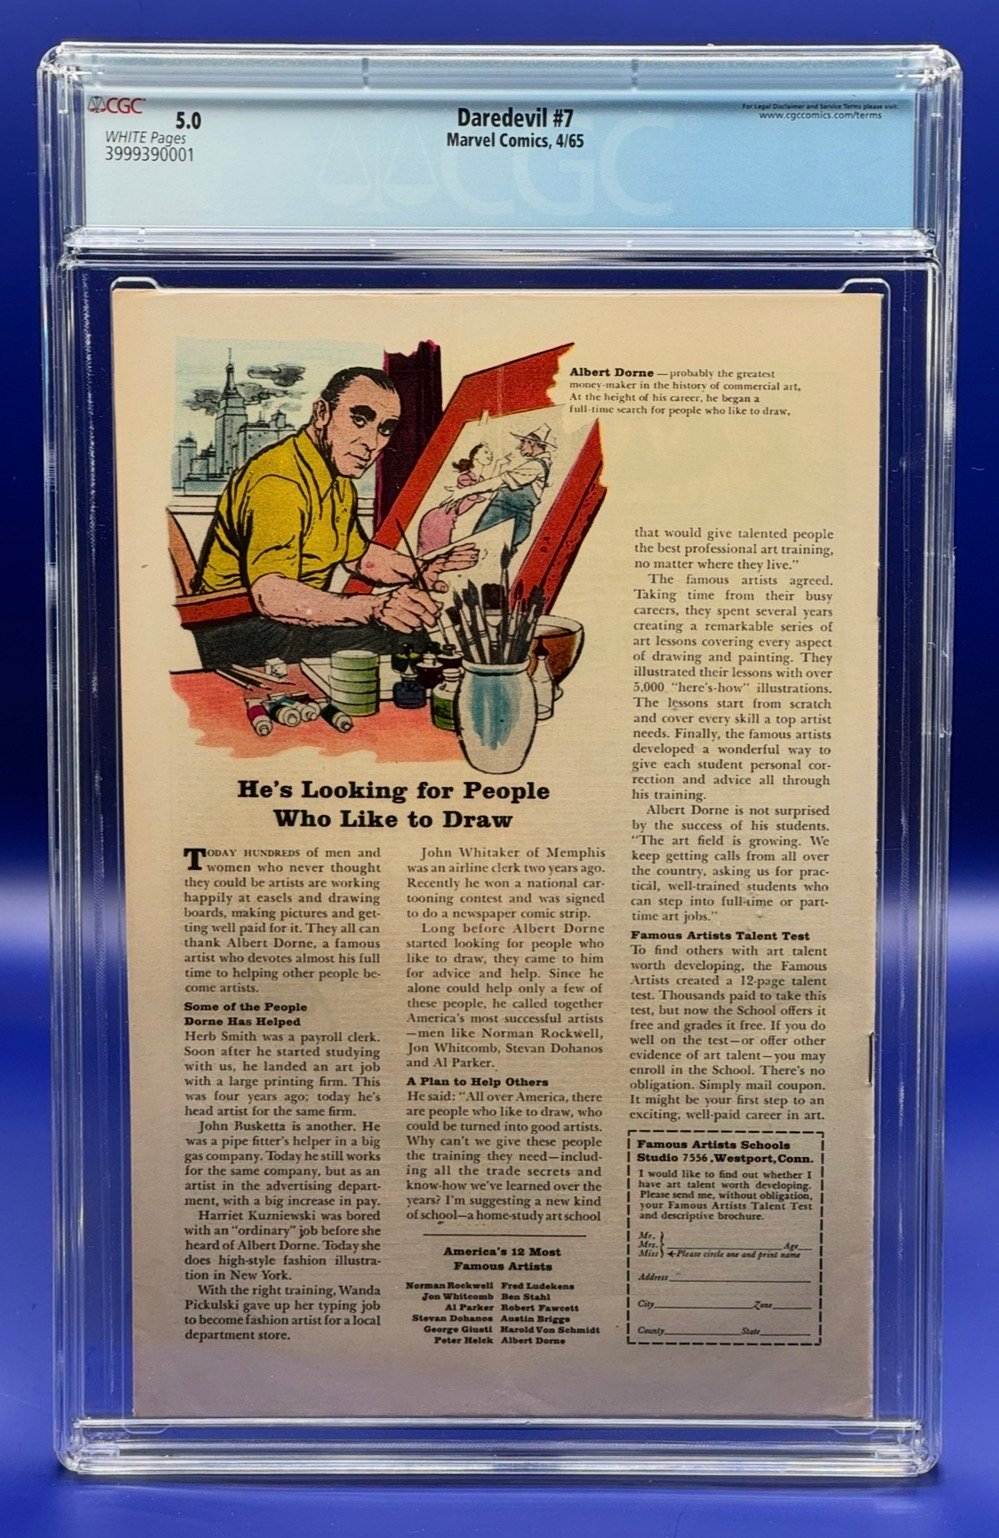 CGC
5.0
WHITE Pages
3999390001
Daredevil #7
Marvel Comics, 4/65
For Legal Disclaimer and Service Terms please visit
www.cgccomics.com/terms
CGC
Albert Dorne — probably the greatest
money-maker in the history of commercial art.
At the height of his career, he began a
full-time search for people who like to draw.
He's Looking for People
Who Like to Draw
TODAY HUNDREDS of men and
women who never thought
they could be artists are working
happily at easels and drawing
boards, making pictures and get-
ting well paid for it. They all can
thank Albert Dorne, a famous
artist who devotes almost his full
time to helping other people be-
come artists.
Some of the People
Dorne Has Helped
Herb Smith was a payroll clerk.
Soon after he started studying
with us, he landed an art job
with a large printing firm. This
was four years ago; today he's
head artist for the same firm.
John Busketta is another. He
was a pipe fitter's helper in a big
gas company. Today he still works
for the same company, but as an
artist in the advertising depart-
ment, with a big increase in pay.
Harriet Kuzniewski was bored
with an "ordinary" job before she
heard of Albert Dorne. Today she
does high-style fashion illustra-
tion in New York.
With the right training, Wanda
Pickulski gave up her typing job
to become fashion artist for a local
department store.
John Whitaker of Memphis
was an airline clerk two years ago.
Recently he won a national car-
tooning contest and was signed
to do a newspaper comic strip.
Long before Albert Dorne
started looking for people who
like to draw, they came to him
for advice and help. Since he
alone could help only a few of
these people, he called together
America's most successful artists
—men like Norman Rockwell,
Jon Whitcomb, Stevan Dohanos
and Al Parker.
A Plan to Help Others
He said: "All over America, there
are people who like to draw, who
could be turned into good artists.
Why can't we give these people
the training they need—includ-
ing all the trade secrets and
know-how we've learned over the
years? I'm suggesting a new kind
of school—a home-study art school
America's 12 Most
Famous Artists
Norman Rockwell Fred Ludekens
Jon Whitcomb Ben Stahl
Al Parker Robert Fawcett
Stevan Dohanos Austin Briggs
George Giusti Harold Von Schmidt
Peter Helck Albert Dorne
that would give talented people
the best professional art training,
no matter where they live."
The famous artists agreed.
Taking time from their busy
careers, they spent several years
creating a remarkable series of
art lessons covering every aspect
of drawing and painting. They
illustrated their lessons with over
5,000 "here's-how" illustrations.
The lessons start from scratch
and cover every skill a top artist
needs. Finally, the famous artists
developed a wonderful way to
give each student personal cor-
rection and advice all through
his training.
Albert Dorne is not surprised
by the success of his students.
"The art field is growing. We
keep getting calls from all over
the country, asking us for prac-
tical, well-trained students who
can step into full-time or part-
time art jobs."
Famous Artists Talent Test
To find others with art talent
worth developing, the Famous
Artists created a 12-page talent
test. Thousands paid to take this
test, but now the School offers it
free and grades it free. If you do
well on the test—or offer other
evidence of art talent—you may
enroll in the School. There's no
obligation. Simply mail coupon.
It might be your first step to an
exciting, well-paid career in art.
Famous Artists Schools
Studio 7556, Westport, Conn.
I would like to find out whether I
have art talent worth developing.
Please send me, without obligation,
your Famous Artists Talent Test
and descriptive brochure.
Mr.
Mrs. Age
Miss Please circle one and print name
Address
City Zone
County State